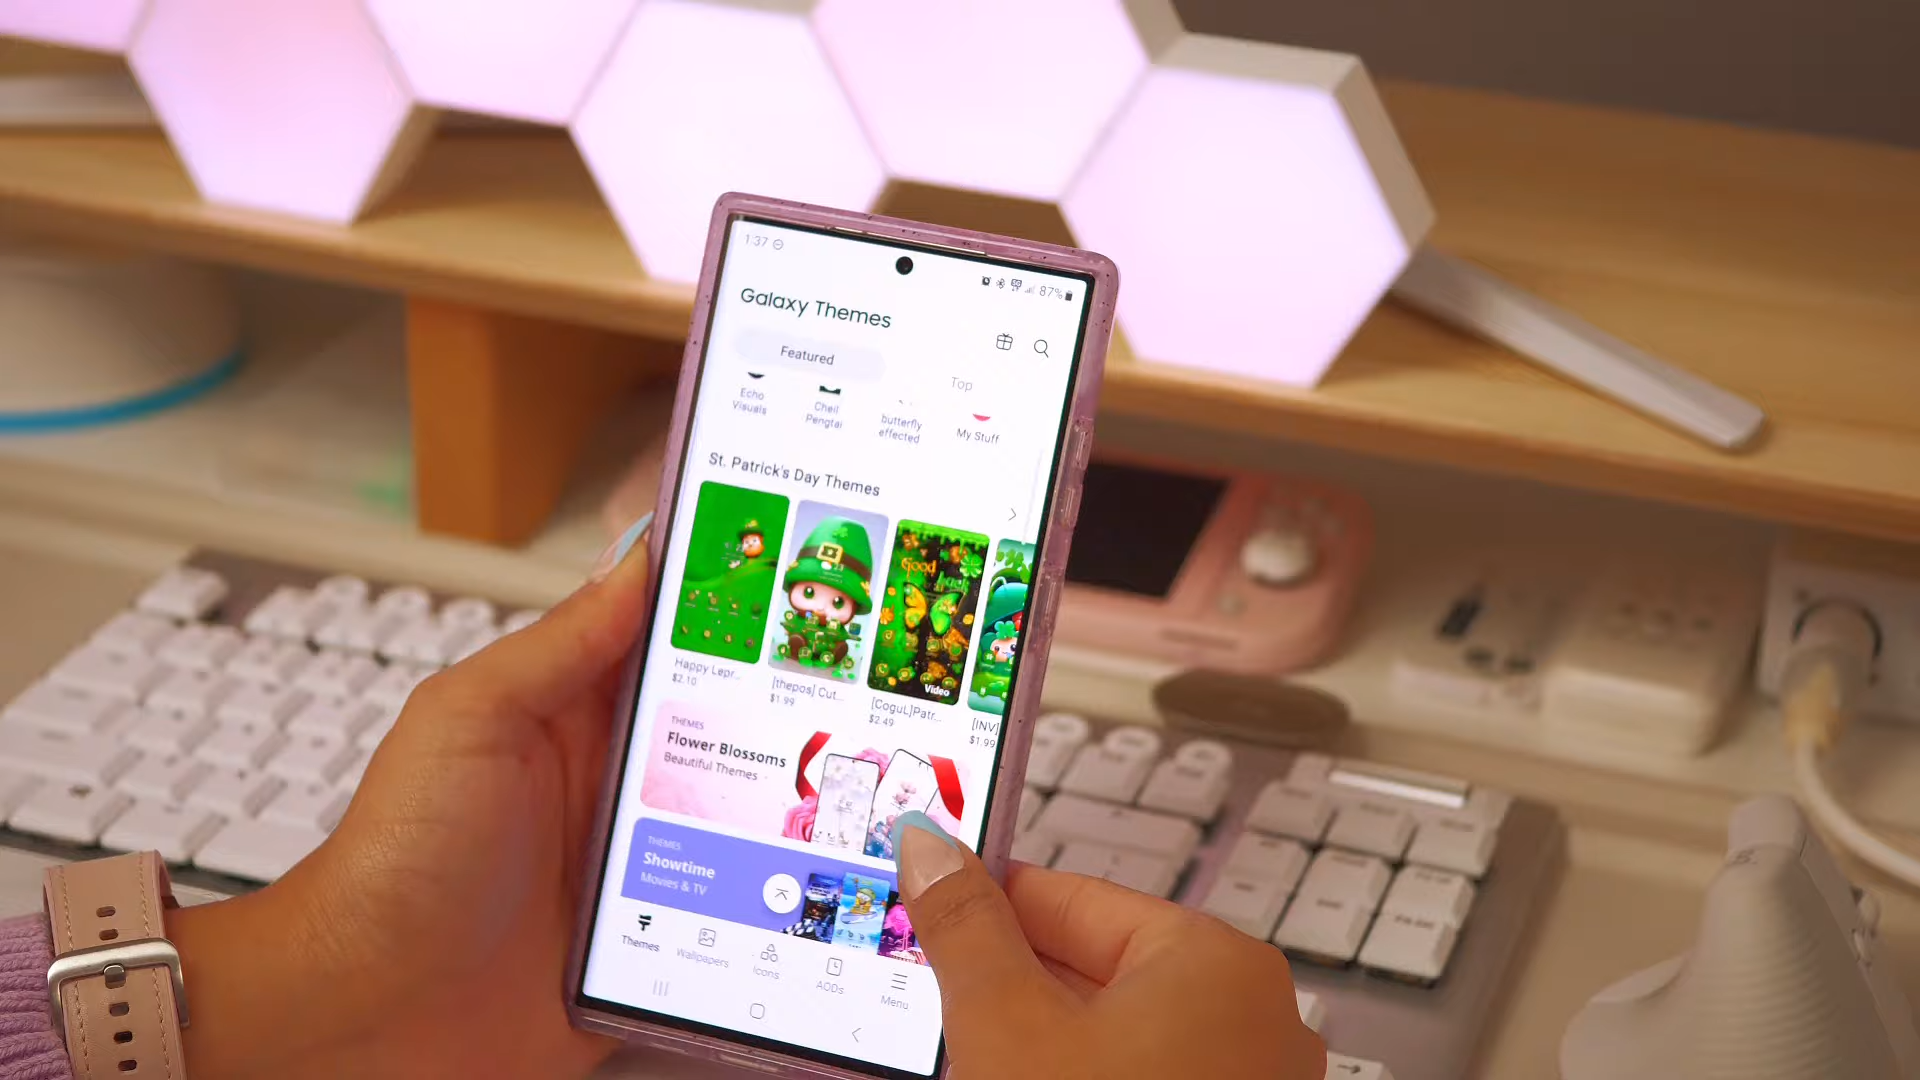 1:37
87%
Galaxy Themes
Featured
Top
Echo
Visuals
Cheil
Pengtai
butterfly
effected
My Stuff
St. Patrick's Day Themes
Good
luck
Video
Happy Lepr...
$2.10
[thepos] Cut...
$1.99
[CoguL]Patr...
$2.49
[INV]
$1.99
THEMES
Flower Blossoms
Beautiful Themes
THEMES
Showtime
Movies & TV
Themes
Wallpapers
Icons
AODs
Menu